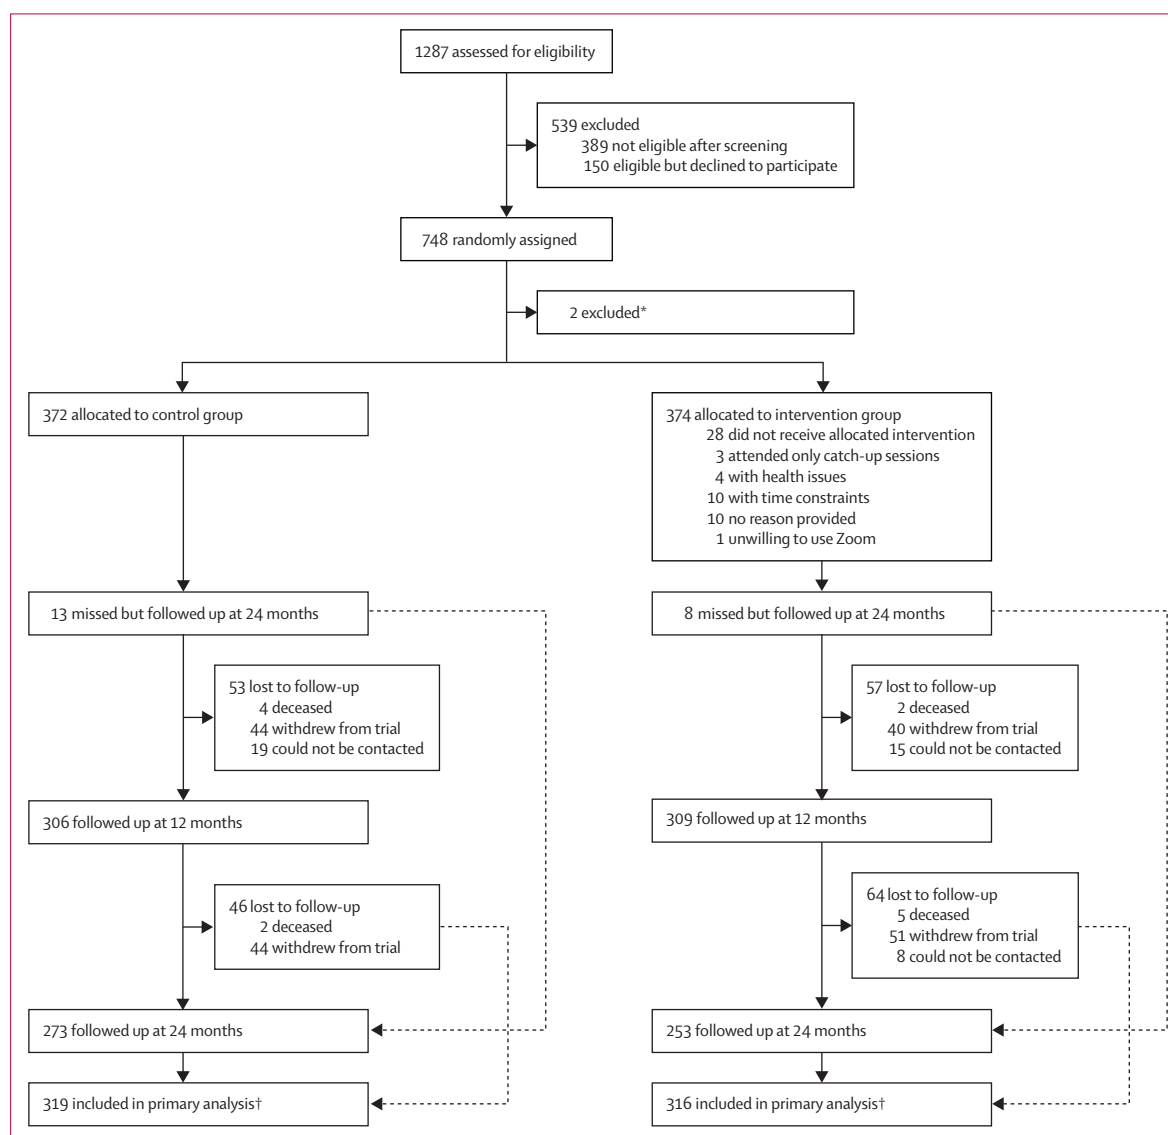 1287 assessed for eligibility
539 excluded
389 not eligible after screening
150 eligible but declined to participate
748 randomly assigned
2 excluded*
372 allocated to control group
374 allocated to intervention group
28 did not receive allocated intervention
3 attended only catch-up sessions
4 with health issues
10 with time constraints
10 no reason provided
1 unwilling to use Zoom
13 missed but followed up at 24 months
8 missed but followed up at 24 months
53 lost to follow-up
4 deceased
44 withdrew from trial
19 could not be contacted
57 lost to follow-up
2 deceased
40 withdrew from trial
15 could not be contacted
306 followed up at 12 months
309 followed up at 12 months
46 lost to follow-up
2 deceased
44 withdrew from trial
64 lost to follow-up
5 deceased
51 withdrew from trial
8 could not be contacted
273 followed up at 24 months
253 followed up at 24 months
319 included in primary analysis†
316 included in primary analysis†